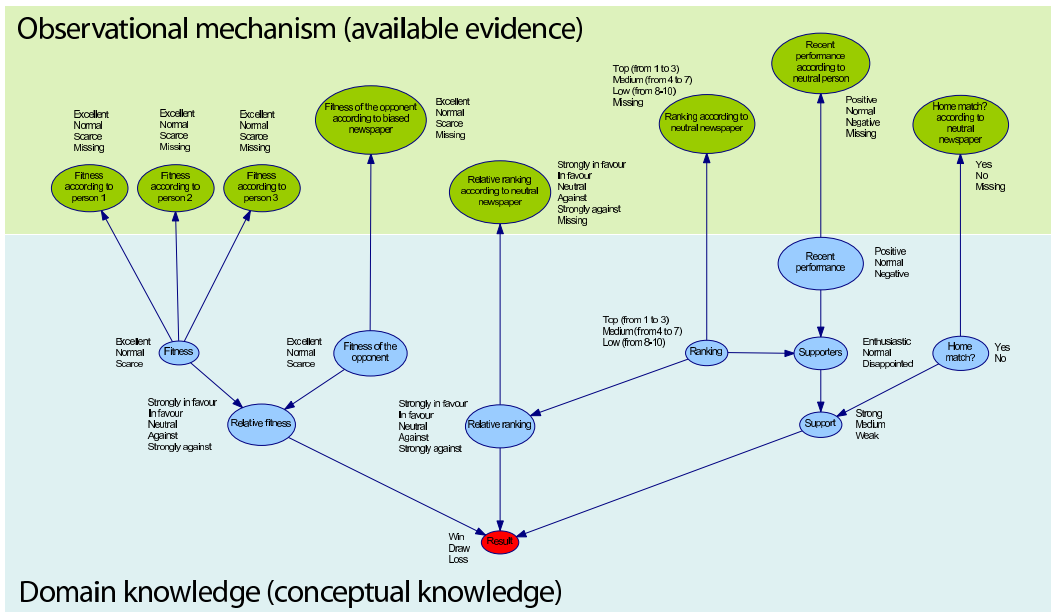 Observational mechanism (available evidence)
Excellent
Normal
Scarce
Missing
Fitness
according to
person 1
Excellent
Normal
Scarce
Missing
Fitness
according to
person 2
Excellent
Normal
Scarce
Missing
Fitness
according to
person 3
Fitness of the opponent
according to biased
newspaper
Excellent
Normal
Scarce
Missing
Relative ranking
according to neutral
newspaper
Strongly in favour
In favour
Neutral
Against
Strongly against
Missing
Top (from 1 to 3)
Medium (from 4 to 7)
Low (from 8-10)
Missing
Ranking according to
neutral newspaper
Recent
performance
according to
neutral person
Positive
Normal
Negative
Missing
Home match?
according to
neutral
newspaper
Yes
No
Missing
Recent
performance
Positive
Normal
Negative
Excellent
Normal
Scarce
Fitness
Excellent
Normal
Scarce
Fitness of the
opponent
Top (from 1 to 3)
Medium (from 4 to 7)
Low (from 8-10)
Ranking
Supporters
Enthusiastic
Normal
Disappointed
Home
match?
Yes
No
Strongly in favour
In favour
Neutral
Against
Strongly against
Relative fitness
Strongly in favour
In favour
Neutral
Against
Strongly against
Relative ranking
Support
Strong
Medium
Weak
Win
Draw
Loss
Result
Domain knowledge (conceptual knowledge)